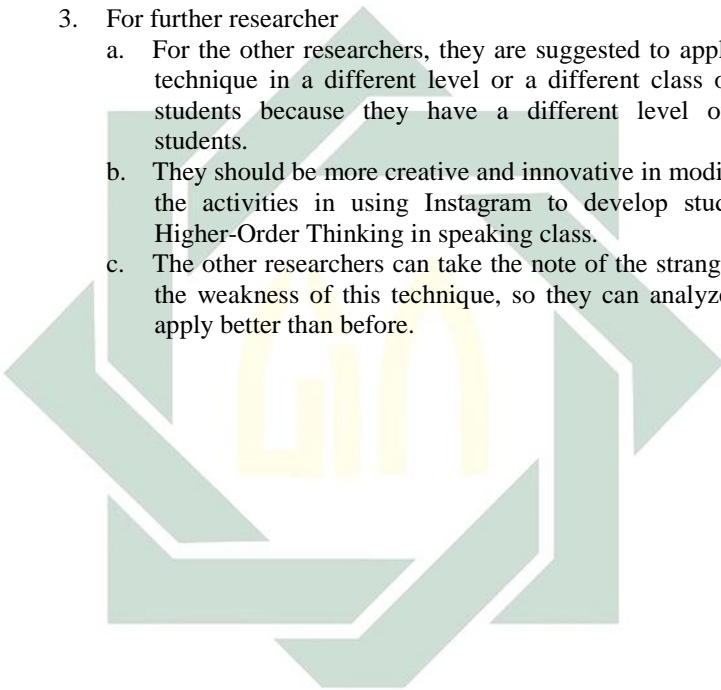 3. For further researcher
a. For the other researchers, they are suggested to appl
technique in a different level or a different class o
students because they have a different level o
students.
b. They should be more creative and innovative in modi
the activities in using Instagram to develop stud
Higher-Order Thinking in speaking class.
c. The other researchers can take the note of the strang
the weakness of this technique, so they can analyze
apply better than before.